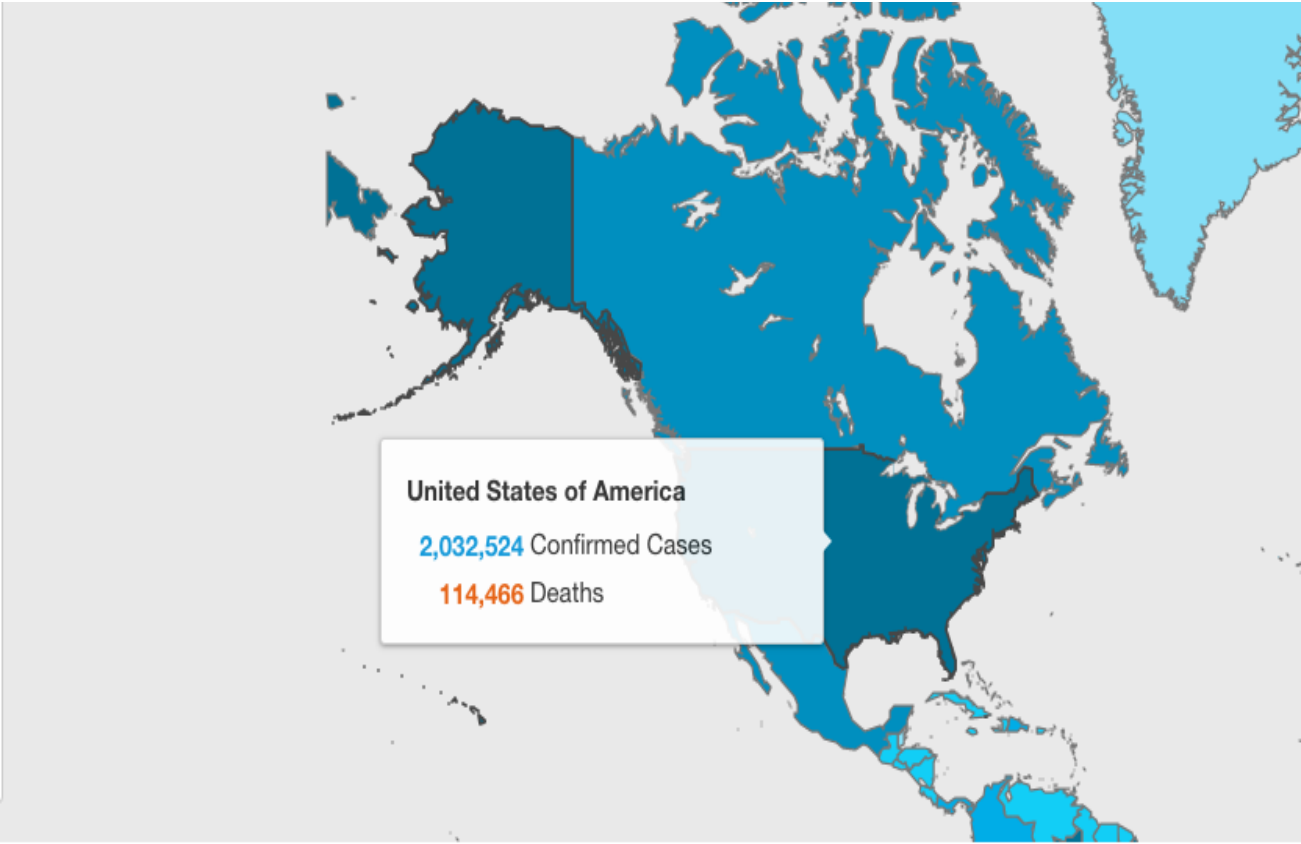 United States of America
2,032,524 Confirmed Cases
114,466 Deaths